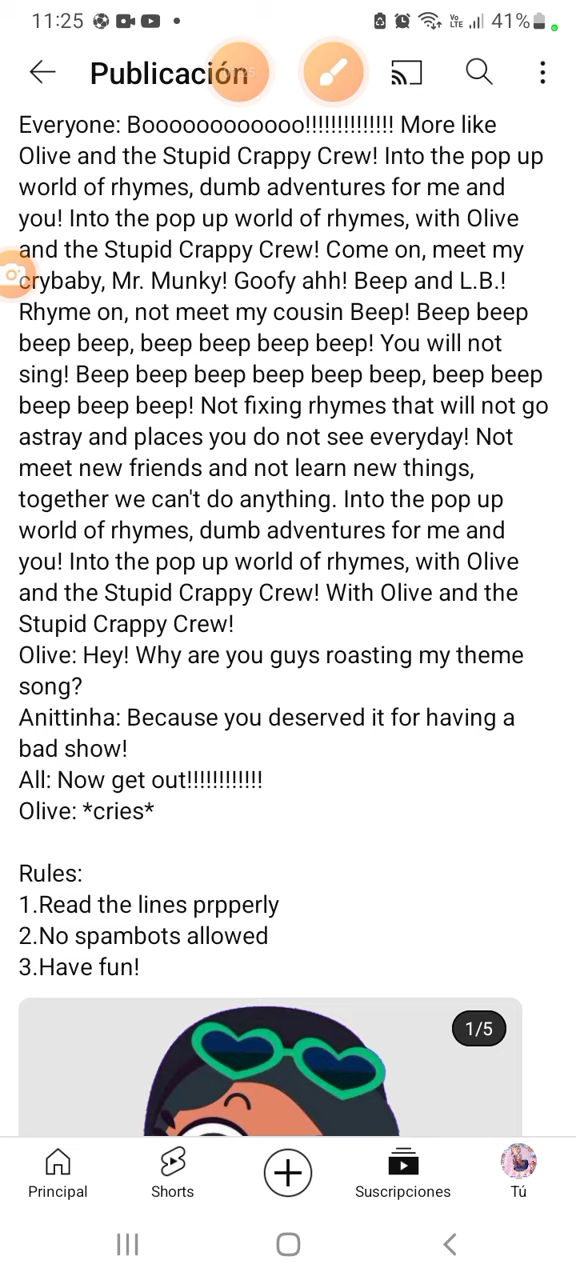 11:25
Vo
LTE
41%
Publicación
Everyone: Boooooooooooo!!!!!!!!!!!!!! More like
Olive and the Stupid Crappy Crew! Into the pop up
world of rhymes, dumb adventures for me and
you! Into the pop up world of rhymes, with Olive
and the Stupid Crappy Crew! Come on, meet my
crybaby, Mr. Munky! Goofy ahh! Beep and L.B.!
Rhyme on, not meet my cousin Beep! Beep beep
beep beep, beep beep beep beep! You will not
sing! Beep beep beep beep beep beep, beep beep
beep beep beep! Not fixing rhymes that will not go
astray and places you do not see everyday! Not
meet new friends and not learn new things,
together we can't do anything. Into the pop up
world of rhymes, dumb adventures for me and
you! Into the pop up world of rhymes, with Olive
and the Stupid Crappy Crew! With Olive and the
Stupid Crappy Crew!
Olive: Hey! Why are you guys roasting my theme
song?
Anittinha: Because you deserved it for having a
bad show!
All: Now get out!!!!!!!!!!!!
Olive: *cries*
Rules:
1.Read the lines prpperly
2.No spambots allowed
3.Have fun!
1/5
Principal
Shorts
Suscripciones
Tú